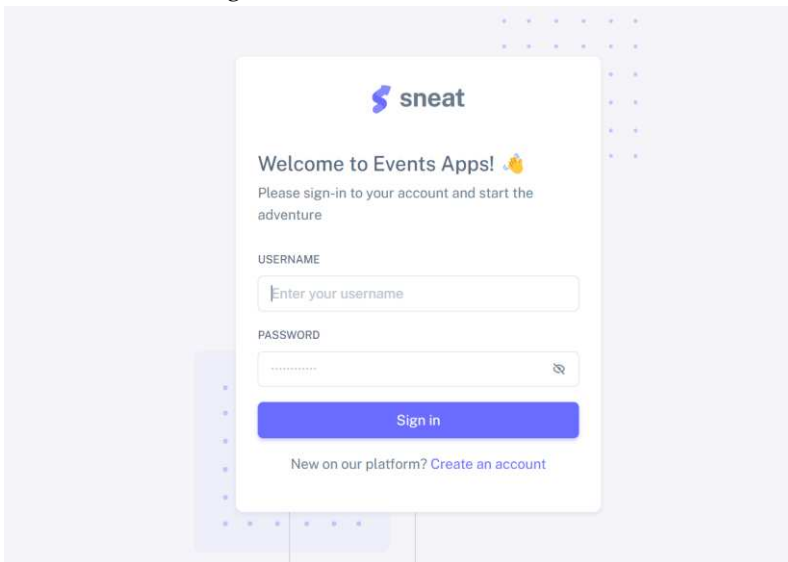 sneat
Welcome to Events Apps! 👋
Please sign-in to your account and start the
adventure
USERNAME
Enter your username
PASSWORD
············
Sign in
New on our platform? Create an account